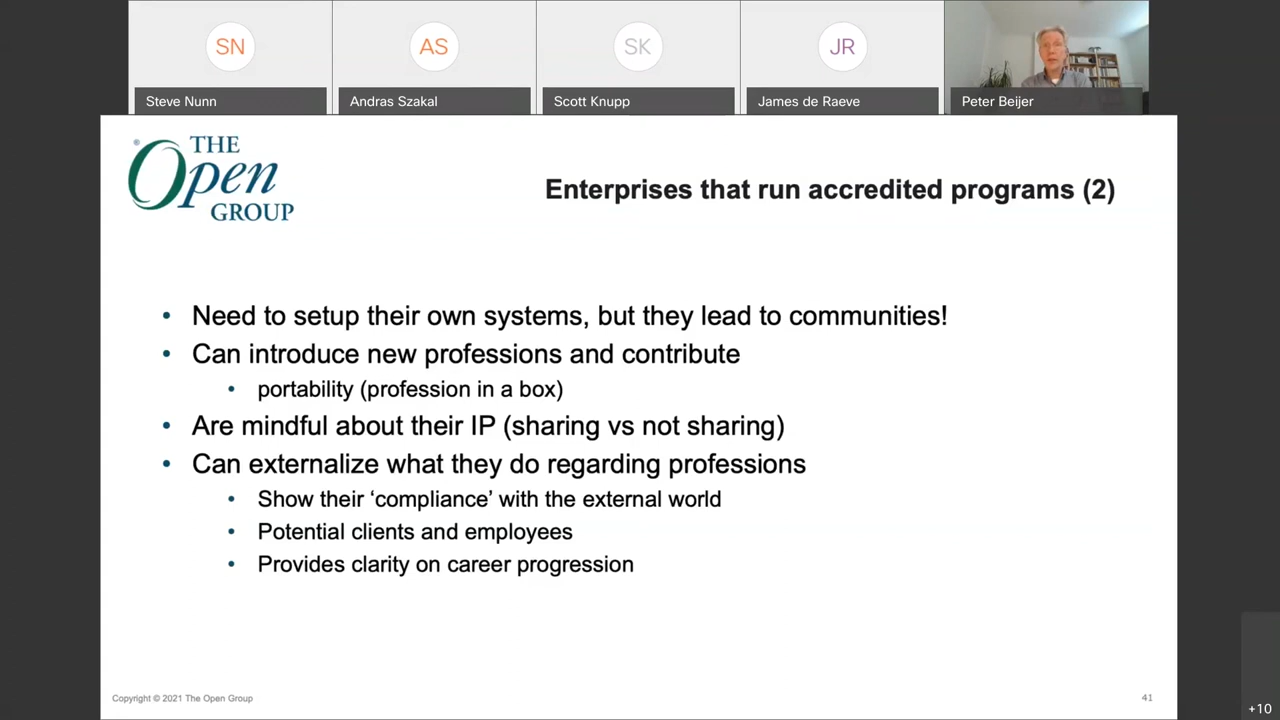 SN
AS
SK
JR
Steve Nunn
Andras Szakal
Scott Knupp
James de Raeve
Peter Beijer
® THE
Open
GROUP
Enterprises that run accredited programs (2)
• Need to setup their own systems, but they lead to communities!
• Can introduce new professions and contribute
• portability (profession in a box)
• Are mindful about their IP (sharing vs not sharing)
• Can externalize what they do regarding professions
• Show their ‘compliance’ with the external world
• Potential clients and employees
• Provides clarity on career progression
Copyright © 2021 The Open Group
41
+10